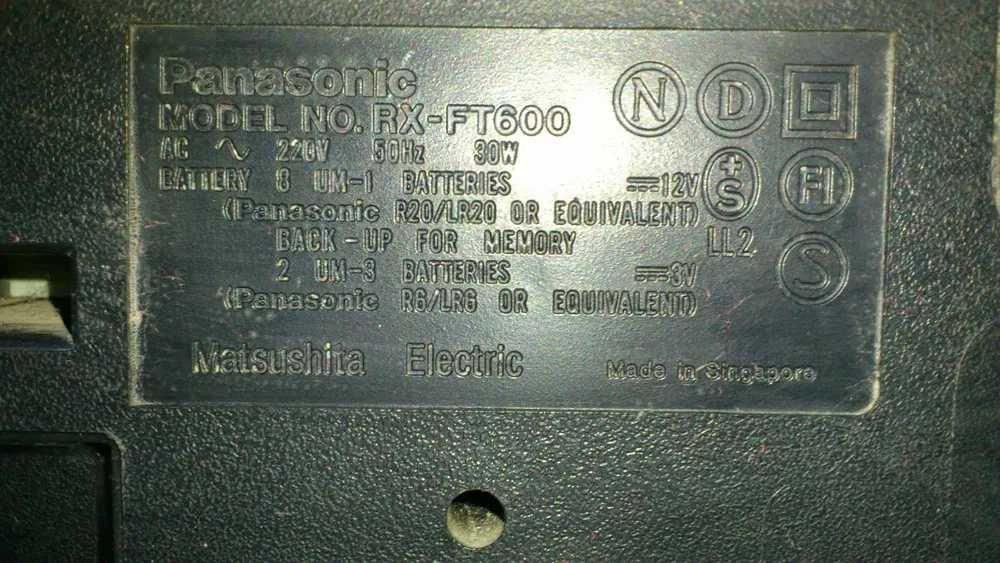 Panasonic
MODEL NO. RX-FT600
AC ∿ 220V 50Hz 30W
BATTERY 8 UM-1 BATTERIES ⎓12V
(Panasonic R20/LR20 OR EQUIVALENT)
BACK-UP FOR MEMORY
2 UM-3 BATTERIES ⎓3V
(Panasonic R6/LR6 OR EQUIVALENT)
Matsushita Electric
Made in Singapore
N D
+S FI
LL2
S